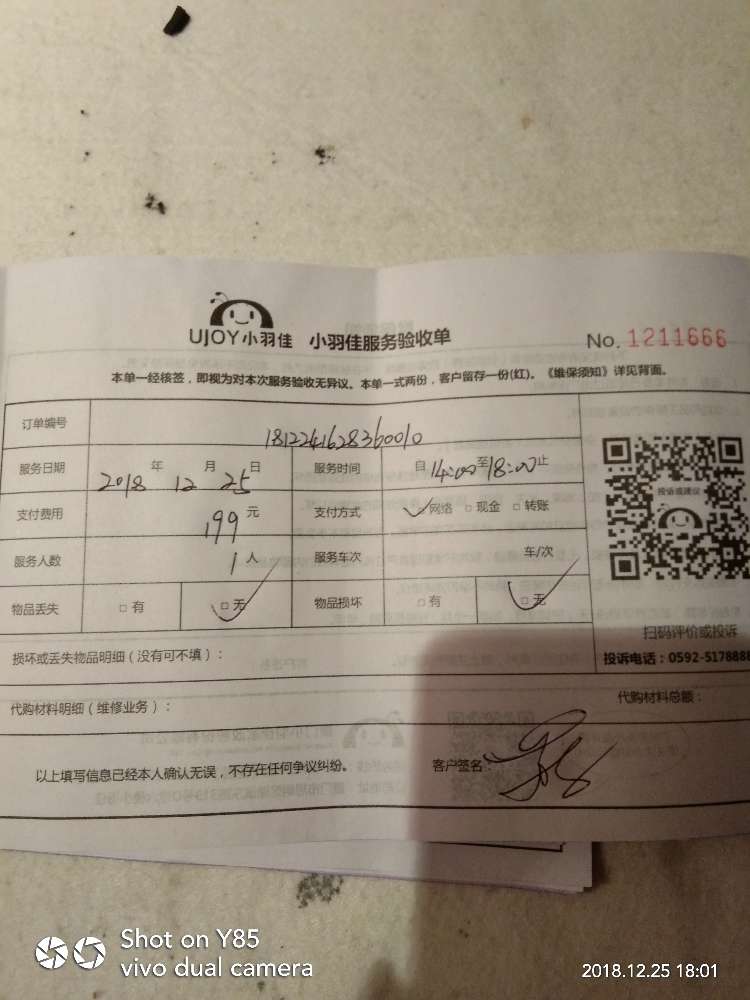 UJOY小羽佳 小羽佳服务验收单 No. 1211666
本单一经核签，即视为对本次服务验收无异议。本单一式两份，客户留存一份(红)。《维保须知》详见背面。
订单编号 1812241628360010
服务日期 2018 年 12 月 25 日 服务时间 自 14:00 至 18:00 止
支付费用 199 元 支付方式 网络 □ 现金 □ 转账
投诉或建议
服务人数 1 人 服务车次 车/次
物品丢失 □ 有 □ 无 物品损坏 □ 有 □ 无
扫码评价或投诉
损坏或丢失物品明细（没有可不填）： 投诉电话：0592-5178888
代购材料明细（维修业务）： 代购材料总额：
以上填写信息已经本人确认无误，不存在任何争议纠纷。 客户签名：
Shot on Y85
vivo dual camera
2018.12.25 18:01